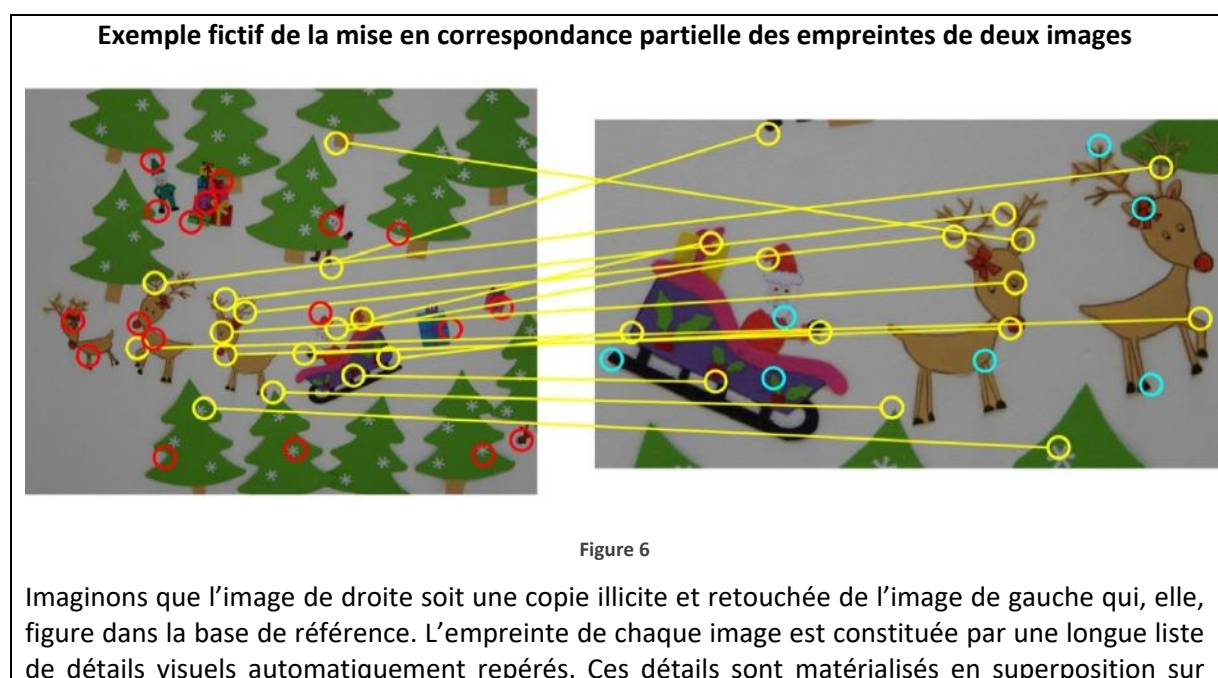 Exemple fictif de la mise en correspondance partielle des empreintes de deux images
Figure 6
Imaginons que l’image de droite soit une copie illicite et retouchée de l’image de gauche qui, elle,
figure dans la base de référence. L’empreinte de chaque image est constituée par une longue liste
de détails visuels automatiquement repérés. Ces détails sont matérialisés en superposition sur